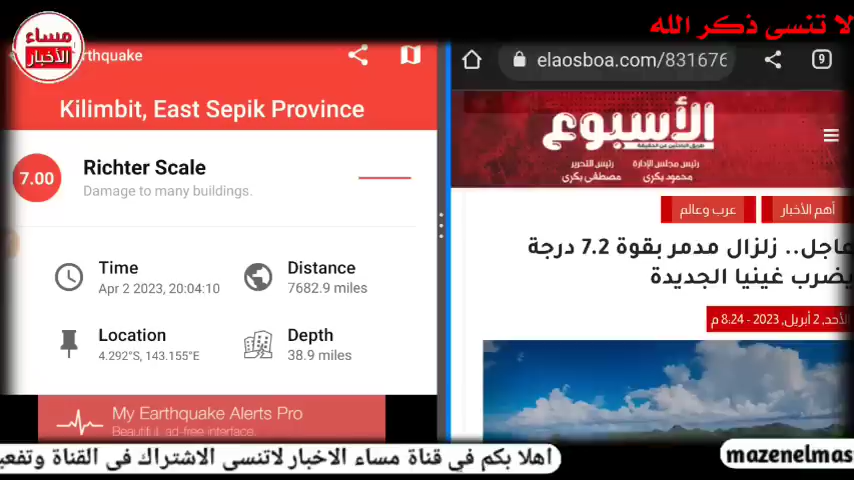 لا تنسى ذكر الله
مساء
الأخبار
rthquake
Kilimbit, East Sepik Province
7.00
Richter Scale
Damage to many buildings.
Time
Apr 2 2023, 20:04:10
Distance
7682.9 miles
Location
4.292°S, 143.155°E
Depth
38.9 miles
My Earthquake Alerts Pro
Beautiful, ad-free interface.
elaosboa.com/831676
9
الأسبوع
رئيس مجلس الإدارة
محمود بكرى
رئيس التحرير
مصطفى بكرى
أهم الأخبار
عرب وعالم
عاجل.. زلزال مدمر بقوة 7.2 درجة
يضرب غينيا الجديدة
الأحد, 2 أبريل, 2023 - 8:24 م
اهلا بكم في قناة مساء الاخبار لاتنسى الاشتراك في القناة وتفعي
mazenelmas